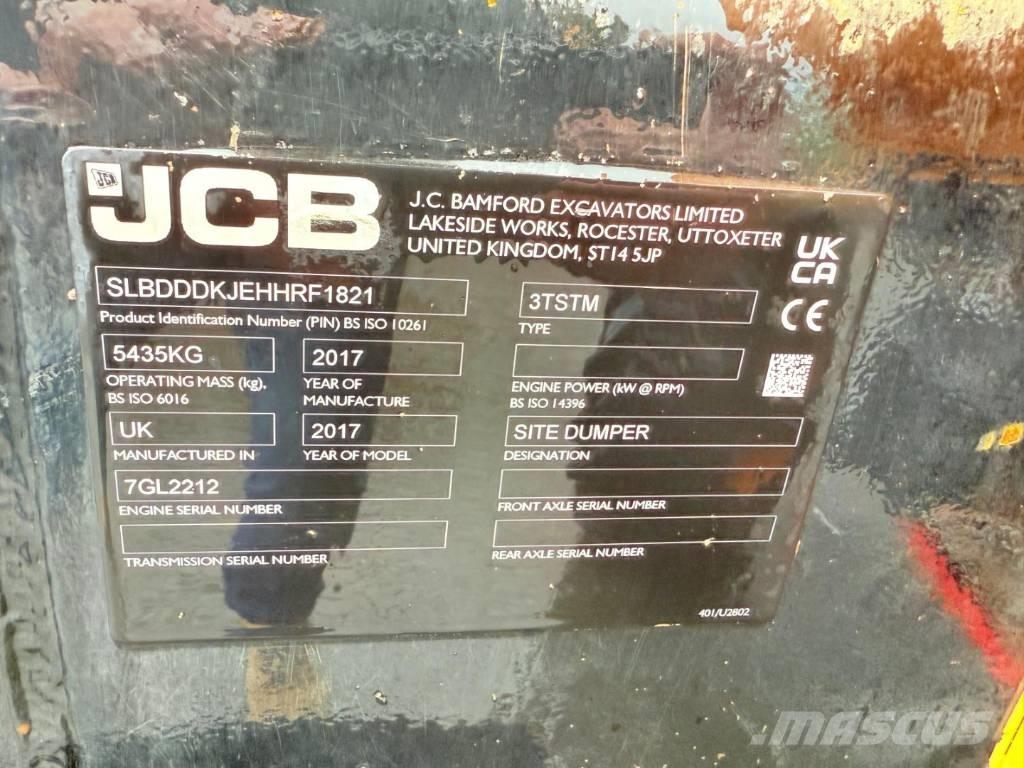 JCB
JCB
J.C. BAMFORD EXCAVATORS LIMITED
LAKESIDE WORKS, ROCESTER, UTTOXETER
UNITED KINGDOM, ST14 5JP
UK
CA
CE
SLBDDDKJEHHRF1821
Product Identification Number (PIN) BS ISO 10261
3TSTM
TYPE
5435KG
OPERATING MASS (kg),
BS ISO 6016
2017
YEAR OF
MANUFACTURE
ENGINE POWER (kW @ RPM)
BS ISO 14396
UK
MANUFACTURED IN
2017
YEAR OF MODEL
SITE DUMPER
DESIGNATION
7GL2212
ENGINE SERIAL NUMBER
FRONT AXLE SERIAL NUMBER
TRANSMISSION SERIAL NUMBER
REAR AXLE SERIAL NUMBER
401/U2802
MASCUS